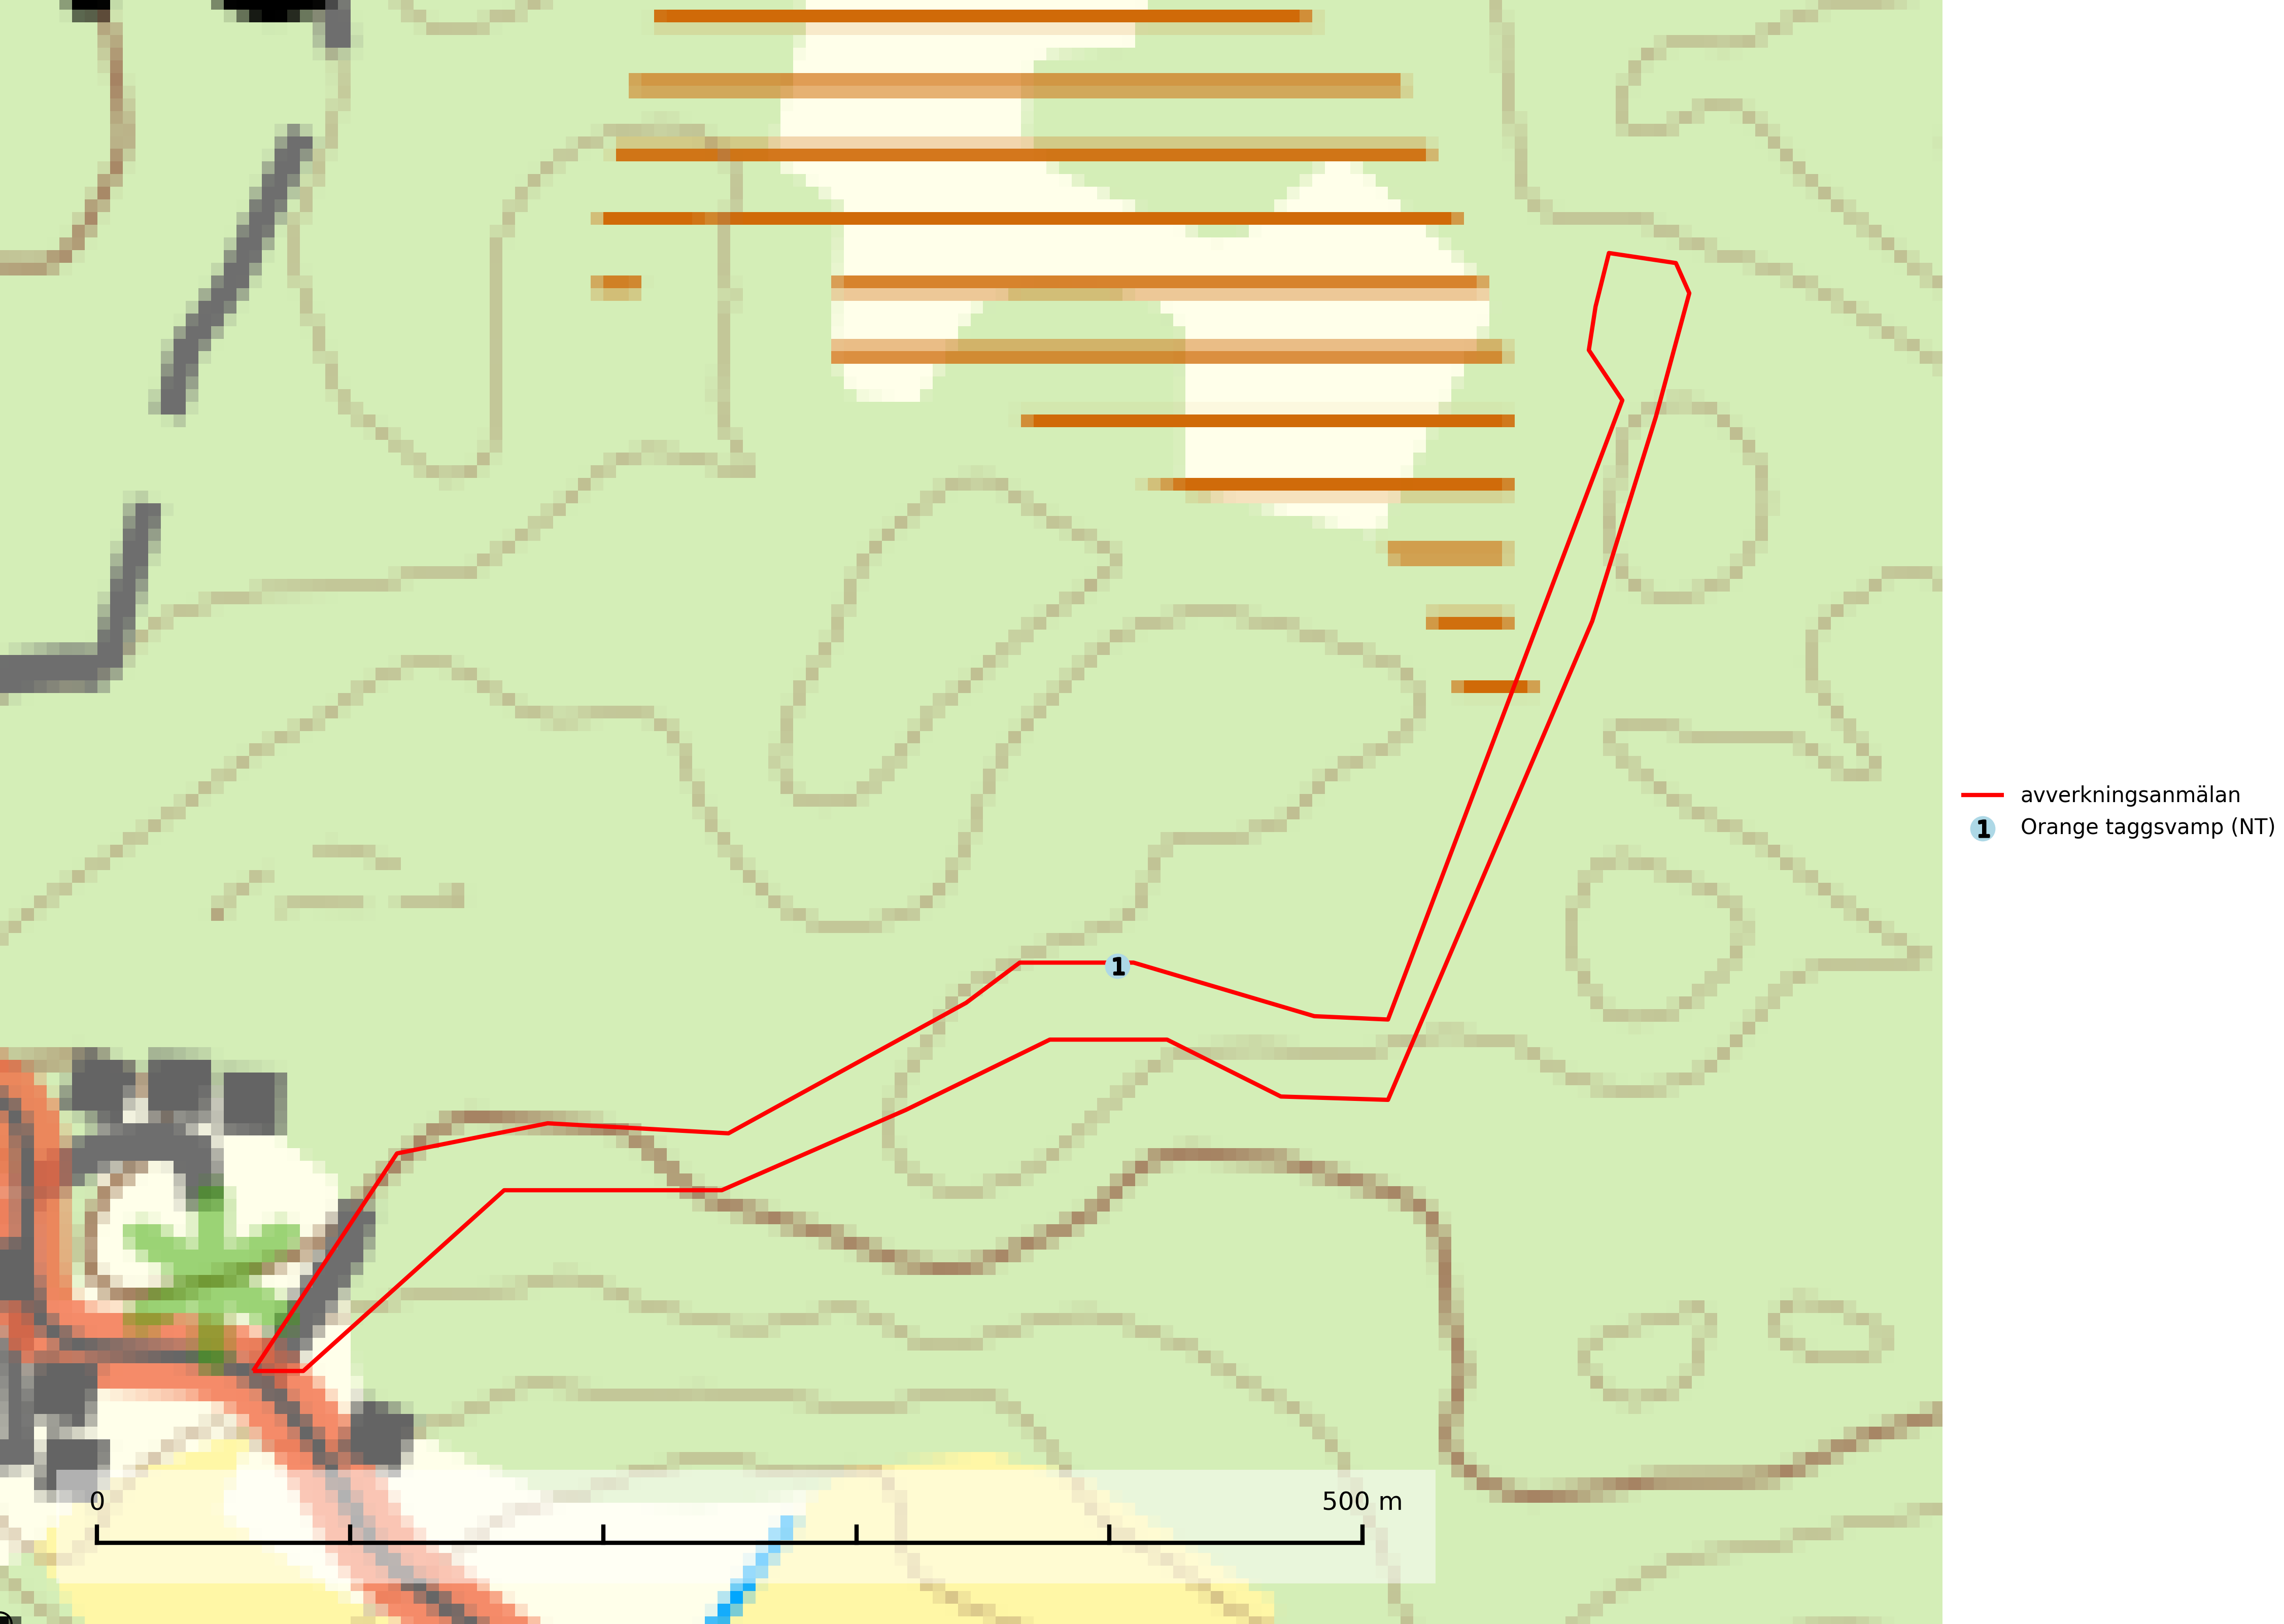 avverkningsanmälan
1 Orange taggsvamp (NT)
1
0 500 m